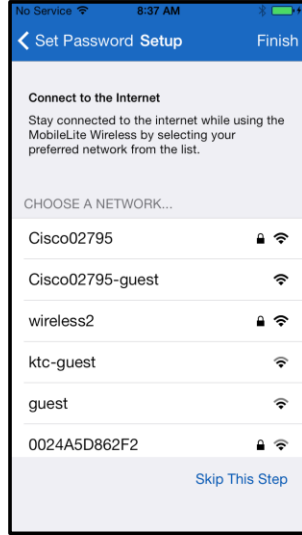 No Service 8:37 AM
Set Password Setup Finish
Connect to the Internet
Stay connected to the internet while using the
MobileLite Wireless by selecting your
preferred network from the list.
CHOOSE A NETWORK...
Cisco02795
Cisco02795-guest
wireless2
ktc-guest
guest
0024A5D862F2
Skip This Step